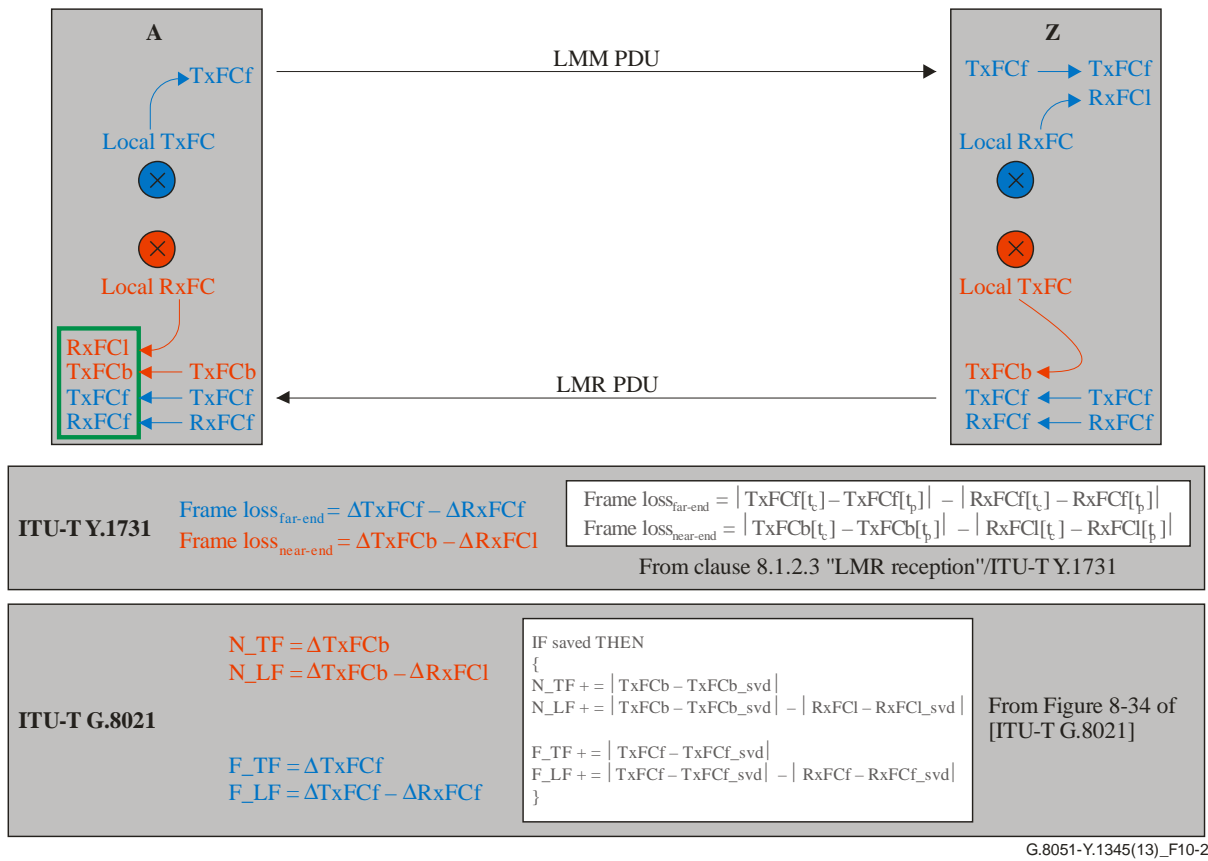 A
TxFCf
Local TxFC
Local RxFC
RxFCl
TxFCb TxFCb
TxFCf TxFCf
RxFCf RxFCf
LMM PDU
LMR PDU
Z
TxFCf TxFCf
RxFCl
Local RxFC
Local TxFC
TxFCb
TxFCf TxFCf
RxFCf RxFCf
ITU-T Y.1731
Frame loss far-end = ΔTxFCf – ΔRxFCf
Frame loss near-end = ΔTxFCb – ΔRxFCl
Frame loss far-end = |TxFCf[tc] – TxFCf[tp]| – |RxFCf[tc] – RxFCf[tp]|
Frame loss near-end = |TxFCb[tc] – TxFCb[tp]| – |RxFCl[tc] – RxFCl[tp]|
From clause 8.1.2.3 "LMR reception"/ITU-T Y.1731
ITU-T G.8021
N_TF = ΔTxFCb
N_LF = ΔTxFCb – ΔRxFCl
F_TF = ΔTxFCf
F_LF = ΔTxFCf – ΔRxFCf
IF saved THEN
{
N_TF + = |TxFCb – TxFCb_svd|
N_LF + = |TxFCb – TxFCb_svd| – |RxFCl – RxFCl_svd|
F_TF + = |TxFCf – TxFCf_svd|
F_LF + = |TxFCf – TxFCf_svd| – |RxFCf – RxFCf_svd|
}
From Figure 8-34 of
[ITU-T G.8021]
G.8051-Y.1345(13)_F10-2